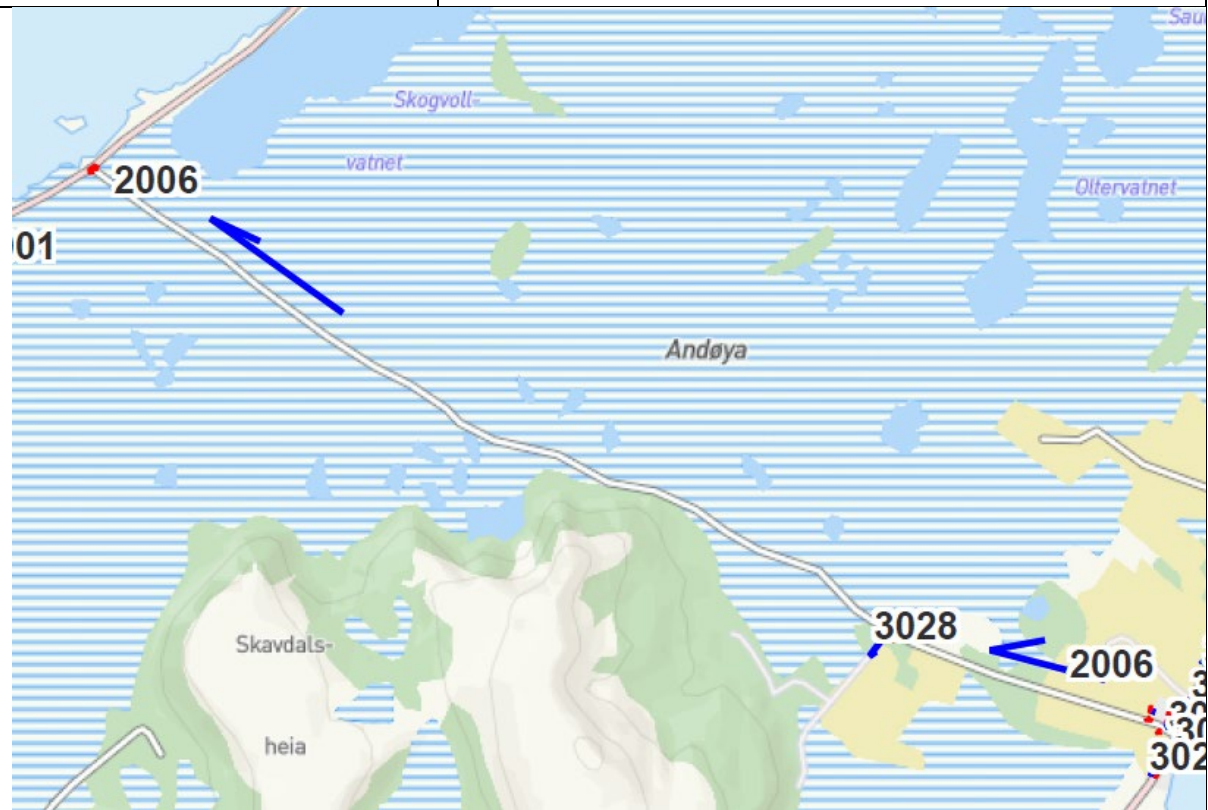 Skogvoll-
2006
vatnet
Oltervatnet
01
Andøya
3028
Skavdals-
2006
heia